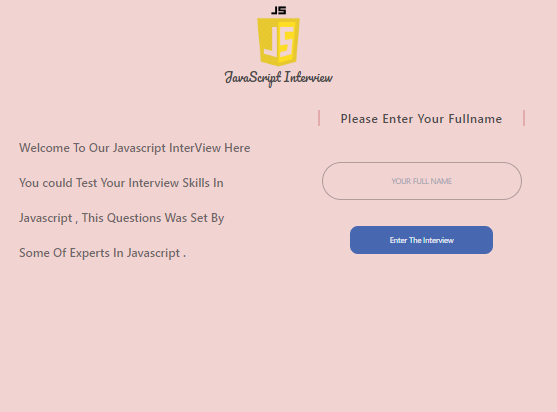 JS
JS
JavaScript Interview
Please Enter Your Fullname
Welcome To Our Javascript InterView Here
You could Test Your Interview Skills In
Javascript , This Questions Was Set By
Some Of Experts In Javascript .
YOUR FULL NAME
Enter The Interview